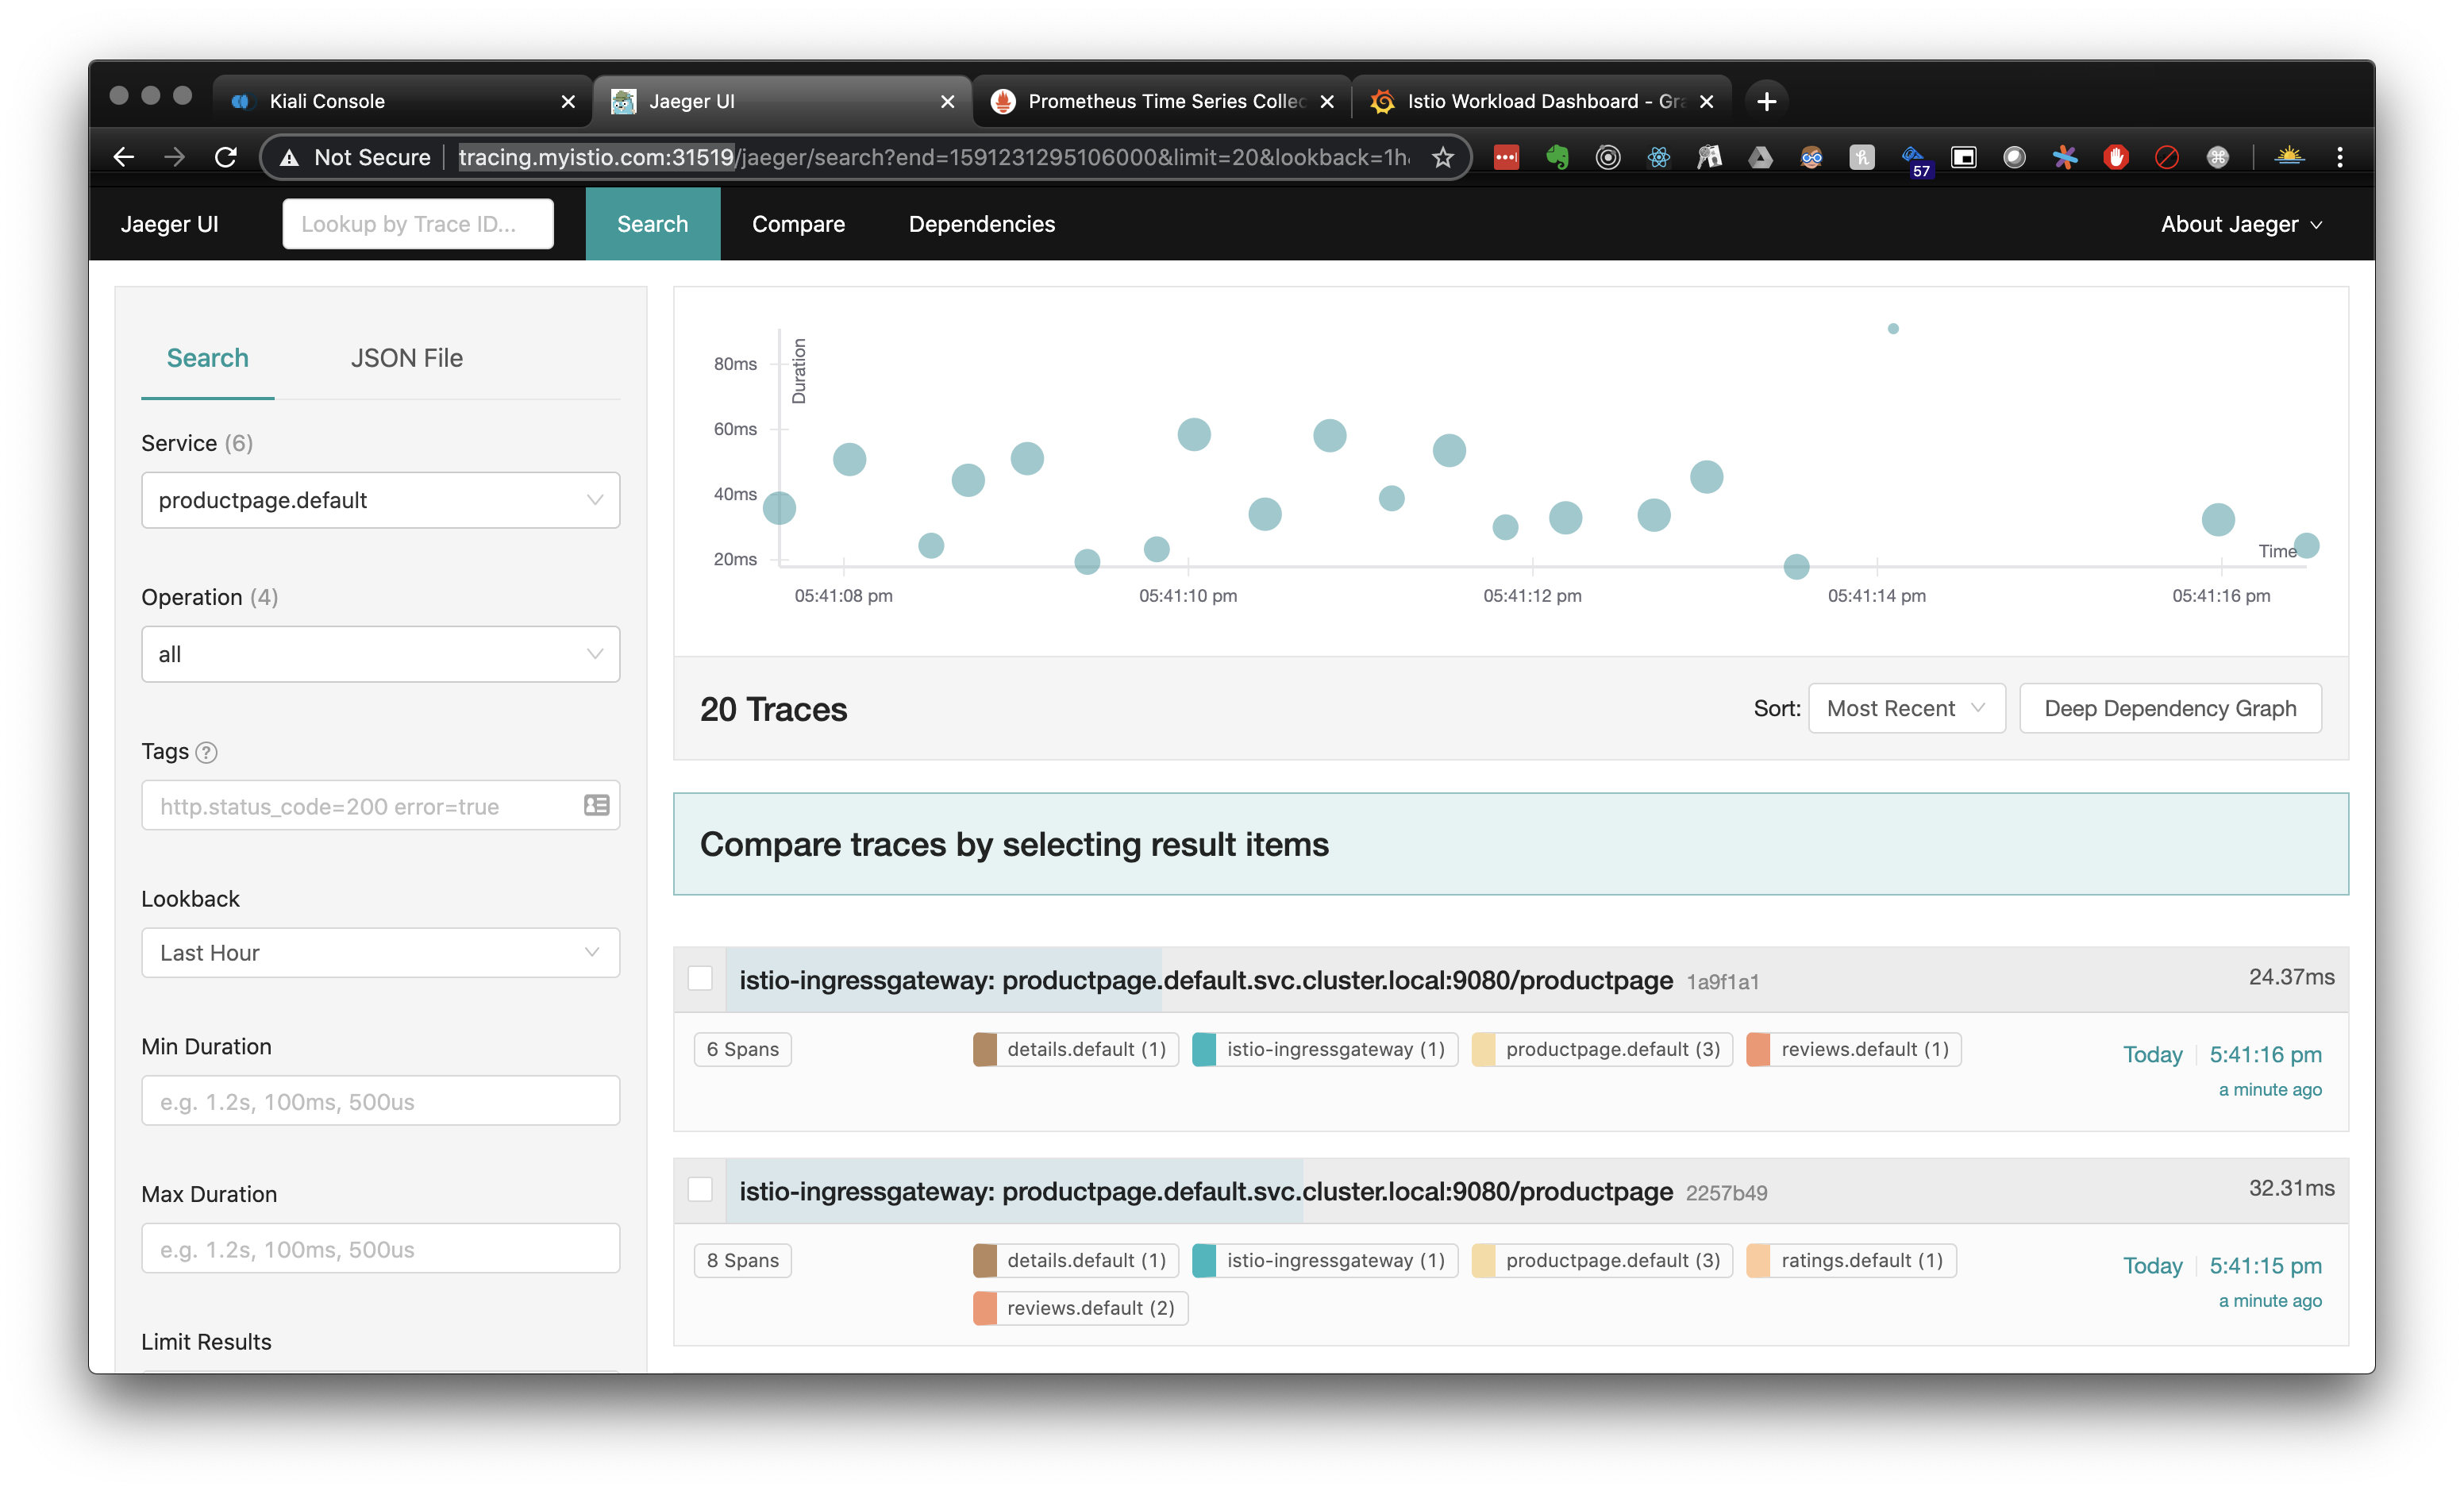 Kiali Console
Jaeger UI
Prometheus Time Series Collec
Istio Workload Dashboard - Gra
Not Secure
tracing.myistio.com:31519/jaeger/search?end=1591231295106000&limit=20&lookback=1h
57
Jaeger UI
Lookup by Trace ID...
Search
Compare
Dependencies
About Jaeger
Search
JSON File
Service (6)
productpage.default
Operation (4)
all
Tags ?
http.status_code=200 error=true
Lookback
Last Hour
Min Duration
e.g. 1.2s, 100ms, 500us
Max Duration
e.g. 1.2s, 100ms, 500us
Limit Results
Duration
80ms
60ms
40ms
20ms
Time
05:41:08 pm
05:41:10 pm
05:41:12 pm
05:41:14 pm
05:41:16 pm
20 Traces
Sort:
Most Recent
Deep Dependency Graph
Compare traces by selecting result items
istio-ingressgateway: productpage.default.svc.cluster.local:9080/productpage 1a9f1a1
24.37ms
6 Spans
details.default (1)
istio-ingressgateway (1)
productpage.default (3)
reviews.default (1)
Today
5:41:16 pm
a minute ago
istio-ingressgateway: productpage.default.svc.cluster.local:9080/productpage 2257b49
32.31ms
8 Spans
details.default (1)
istio-ingressgateway (1)
productpage.default (3)
ratings.default (1)
reviews.default (2)
Today
5:41:15 pm
a minute ago